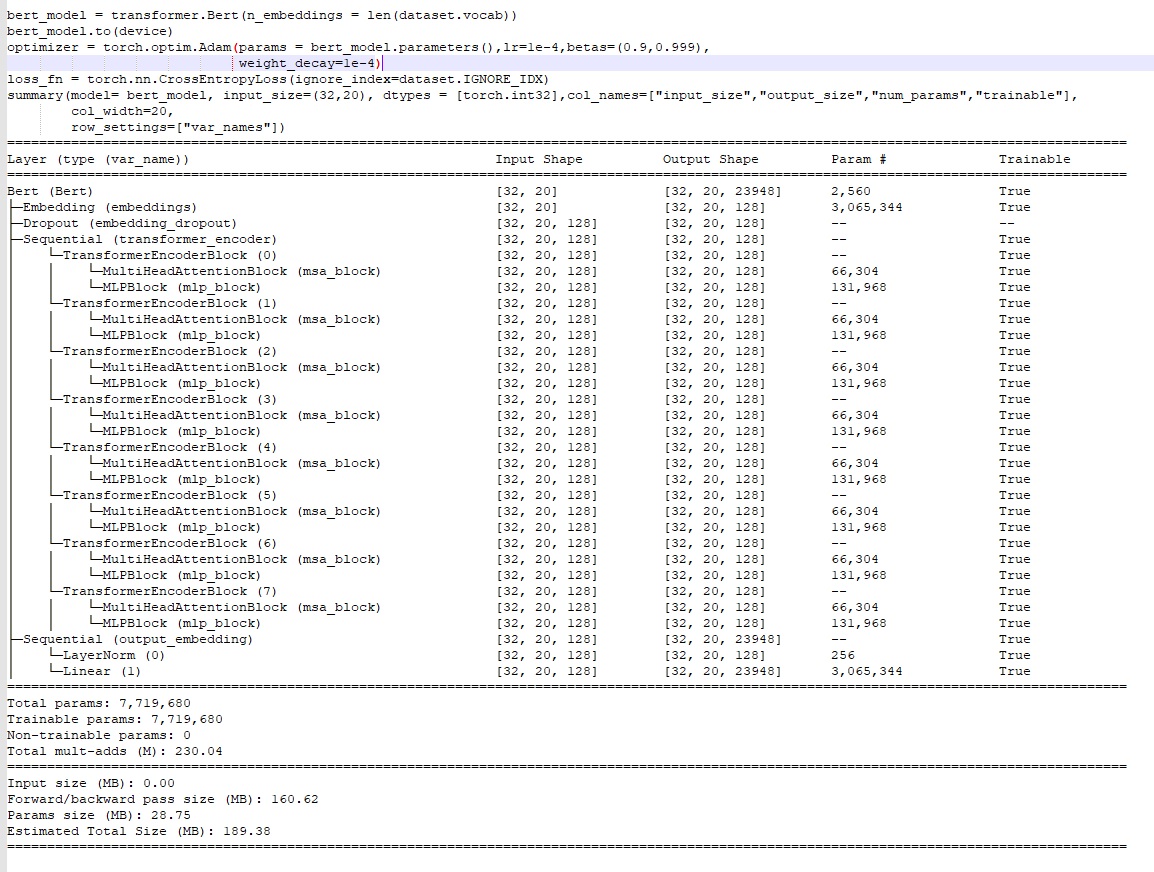 bert_model = transformer.Bert(n_embeddings = len(dataset.vocab))
bert_model.to(device)
optimizer = torch.optim.Adam(params = bert_model.parameters(),lr=1e-4,betas=(0.9,0.999),
                             weight_decay=1e-4)
loss_fn = torch.nn.CrossEntropyLoss(ignore_index=dataset.IGNORE_IDX)
summary(model= bert_model, input_size=(32,20), dtypes = [torch.int32],col_names=["input_size","output_size","num_params","trainable"],
        col_width=20,
        row_settings=["var_names"])
Layer (type (var_name)) Input Shape Output Shape Param # Trainable
Bert (Bert) [32, 20] [32, 20, 23948] 2,560 True
├─Embedding (embeddings) [32, 20] [32, 20, 128] 3,065,344 True
├─Dropout (embedding_dropout) [32, 20, 128] [32, 20, 128] -- --
├─Sequential (transformer_encoder) [32, 20, 128] [32, 20, 128] -- True
└─TransformerEncoderBlock (0) [32, 20, 128] [32, 20, 128] -- True
│ └─MultiHeadAttentionBlock (msa_block) [32, 20, 128] [32, 20, 128] 66,304 True
│ └─MLPBlock (mlp_block) [32, 20, 128] [32, 20, 128] 131,968 True
└─TransformerEncoderBlock (1) [32, 20, 128] [32, 20, 128] -- True
│ └─MultiHeadAttentionBlock (msa_block) [32, 20, 128] [32, 20, 128] 66,304 True
│ └─MLPBlock (mlp_block) [32, 20, 128] [32, 20, 128] 131,968 True
└─TransformerEncoderBlock (2) [32, 20, 128] [32, 20, 128] -- True
│ └─MultiHeadAttentionBlock (msa_block) [32, 20, 128] [32, 20, 128] 66,304 True
│ └─MLPBlock (mlp_block) [32, 20, 128] [32, 20, 128] 131,968 True
└─TransformerEncoderBlock (3) [32, 20, 128] [32, 20, 128] -- True
│ └─MultiHeadAttentionBlock (msa_block) [32, 20, 128] [32, 20, 128] 66,304 True
│ └─MLPBlock (mlp_block) [32, 20, 128] [32, 20, 128] 131,968 True
└─TransformerEncoderBlock (4) [32, 20, 128] [32, 20, 128] -- True
│ └─MultiHeadAttentionBlock (msa_block) [32, 20, 128] [32, 20, 128] 66,304 True
│ └─MLPBlock (mlp_block) [32, 20, 128] [32, 20, 128] 131,968 True
└─TransformerEncoderBlock (5) [32, 20, 128] [32, 20, 128] -- True
│ └─MultiHeadAttentionBlock (msa_block) [32, 20, 128] [32, 20, 128] 66,304 True
│ └─MLPBlock (mlp_block) [32, 20, 128] [32, 20, 128] 131,968 True
└─TransformerEncoderBlock (6) [32, 20, 128] [32, 20, 128] -- True
│ └─MultiHeadAttentionBlock (msa_block) [32, 20, 128] [32, 20, 128] 66,304 True
│ └─MLPBlock (mlp_block) [32, 20, 128] [32, 20, 128] 131,968 True
└─TransformerEncoderBlock (7) [32, 20, 128] [32, 20, 128] -- True
│ └─MultiHeadAttentionBlock (msa_block) [32, 20, 128] [32, 20, 128] 66,304 True
│ └─MLPBlock (mlp_block) [32, 20, 128] [32, 20, 128] 131,968 True
├─Sequential (output_embedding) [32, 20, 128] [32, 20, 23948] -- True
│ └─LayerNorm (0) [32, 20, 128] [32, 20, 128] 256 True
│ └─Linear (1) [32, 20, 128] [32, 20, 23948] 3,065,344 True
Total params: 7,719,680
Trainable params: 7,719,680
Non-trainable params: 0
Total mult-adds (M): 230.04
Input size (MB): 0.00
Forward/backward pass size (MB): 160.62
Params size (MB): 28.75
Estimated Total Size (MB): 189.38